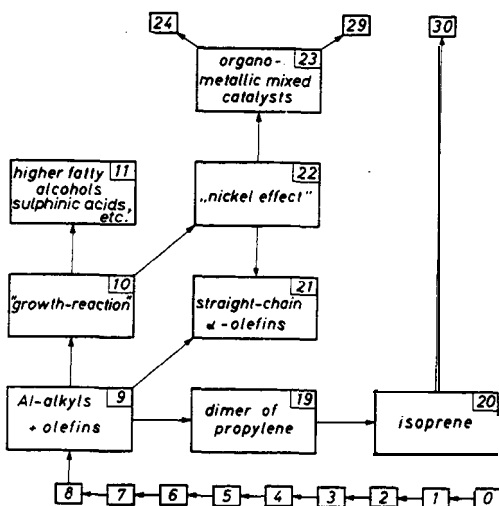 24
29
30
23
organo-
metallic mixed
catalysts
11
higher fatty
alcohols
sulphinic acids,
etc.
22
„nickel effect"
10
"growth-reaction"
21
straight-chain
α-olefins
9
Al-alkyls
+ olefins
19
dimer of
propylene
20
isoprene
8 7 6 5 4 3 2 1 0